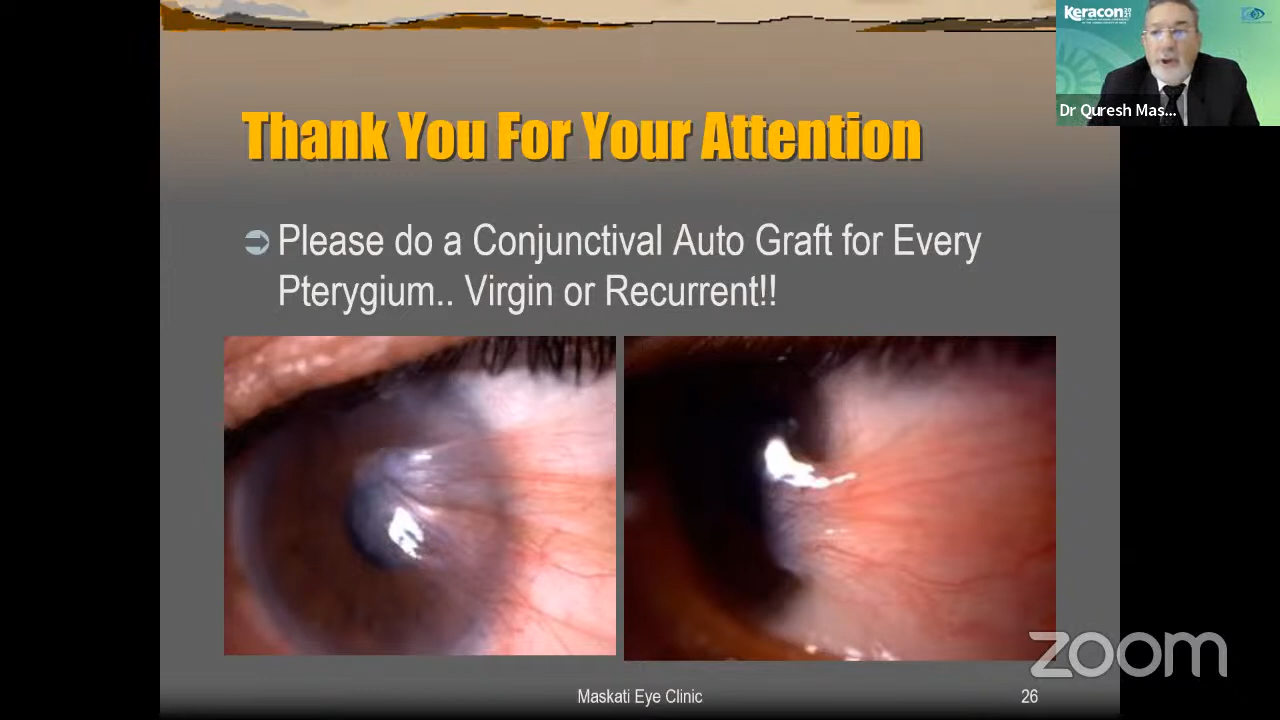 Keracon
Dr Quresh Mas...
Thank You For Your Attention
Please do a Conjunctival Auto Graft for Every
Pterygium.. Virgin or Recurrent!!
Maskati Eye Clinic
26
zoom